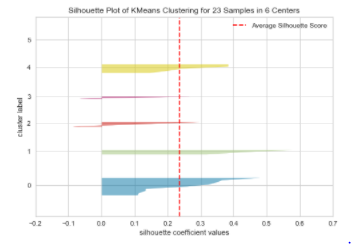 Silhouette Plot of KMeans Clustering for 23 Samples in 6 Centers
Average Silhouette Score
5
4
3
2
1
0
cluster label
-0.2 -0.1 0.0 0.1 0.2 0.3 0.4 0.5 0.6 0.7
silhouette coefficient values